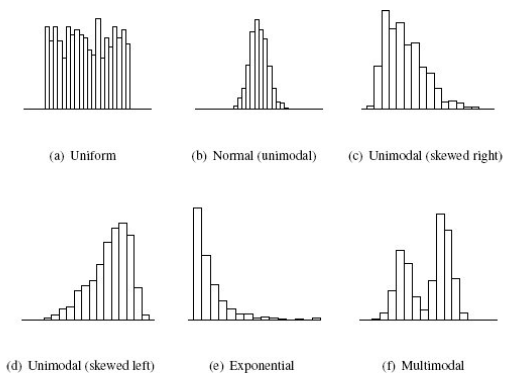 (a) Uniform
(b) Normal (unimodal)
(c) Unimodal (skewed right)
(d) Unimodal (skewed left)
(e) Exponential
(f) Multimodal